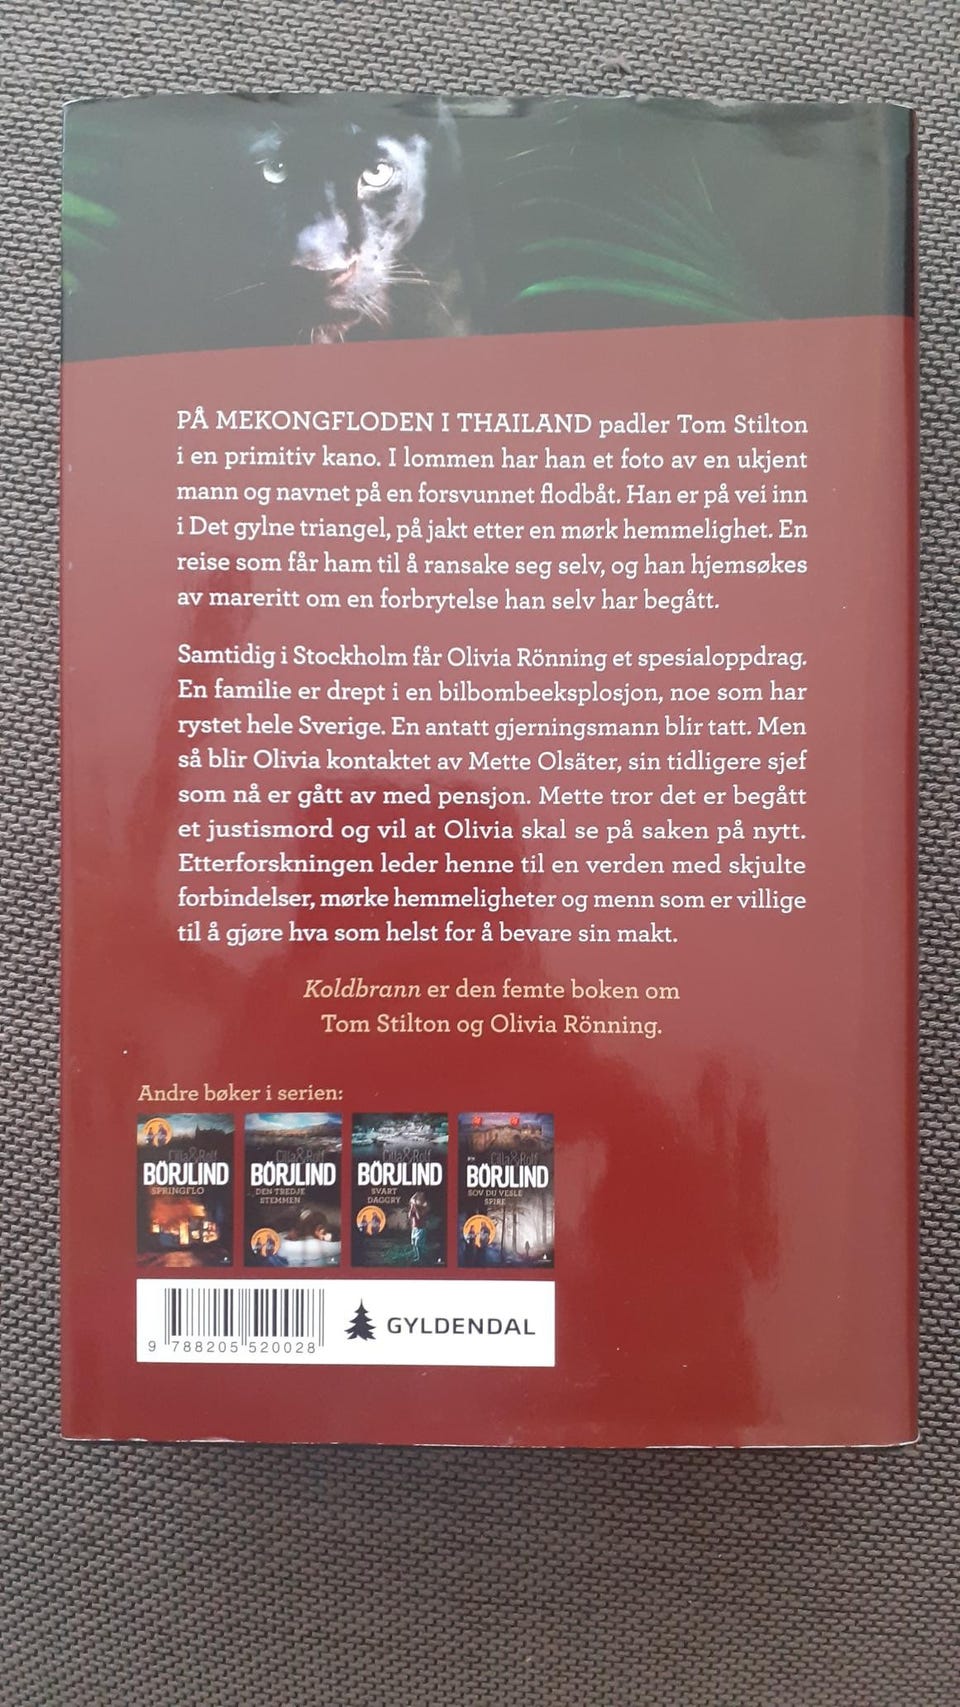 PÅ MEKONGFLODEN I THAILAND padler Tom Stilton
i en primitiv kano. I lommen har han et foto av en ukjent
mann og navnet på en forsvunnet flodbåt. Han er på vei inn
i Det gylne triangel, på jakt etter en mørk hemmelighet. En
reise som får ham til å ransake seg selv, og han hjemsøkes
av mareritt om en forbrytelse han selv har begått.
Samtidig i Stockholm får Olivia Rönning et spesialoppdrag.
En familie er drept i en bilbombeeksplosjon, noe som har
rystet hele Sverige. En antatt gjerningsmann blir tatt. Men
så blir Olivia kontaktet av Mette Olsäter, sin tidligere sjef
som nå er gått av med pensjon. Mette tror det er begått
et justismord og vil at Olivia skal se på saken på nytt.
Etterforskningen leder henne til en verden med skjulte
forbindelser, mørke hemmeligheter og menn som er villige
til å gjøre hva som helst for å bevare sin makt.
Koldbrann er den femte boken om
Tom Stilton og Olivia Rönning.
Andre bøker i serien:
Cilla & Rolf
BÖRJLIND
SPRINGFLO
Cilla & Rolf
BÖRJLIND
DEN TREDJE
STEMMEN
Cilla & Rolf
BÖRJLIND
SVART
DAGGRY
Cilla & Rolf
BÖRJLIND
SOV DU VESLE
SPIRE
9 788205 520028
GYLDENDAL